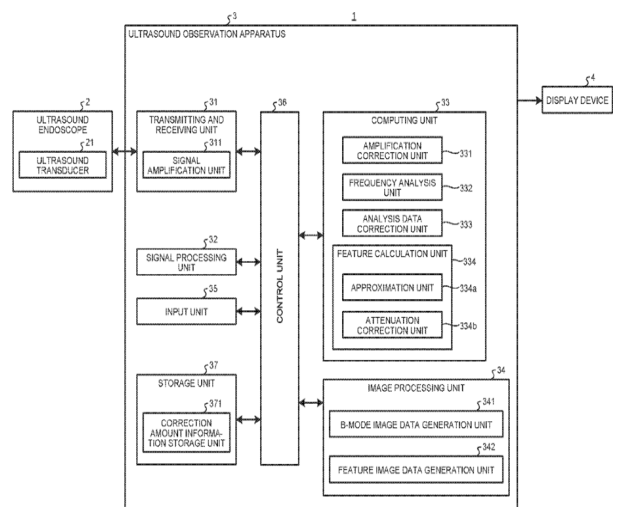 3
1
ULTRASOUND OBSERVATION APPARATUS
4
DISPLAY DEVICE
2
ULTRASOUND
ENDOSCOPE
21
ULTRASOUND
TRANSDUCER
31
TRANSMITTING AND
RECEIVING UNIT
311
SIGNAL
AMPLIFICATION UNIT
32
SIGNAL PROCESSING
UNIT
35
INPUT UNIT
37
STORAGE UNIT
371
CORRECTION
AMOUNT INFORMA-
TION STORAGE UNIT
36
CONTROL UNIT
33
COMPUTING UNIT
AMPLIFICATION
CORRECTION UNIT
331
FREQUENCY ANALYSIS
UNIT
332
ANALYSIS DATA
CORRECTION UNIT
333
FEATURE CALCULATION UNIT
334
APPROXIMATION UNIT
334a
ATTENUATION
CORRECTION UNIT
334b
34
IMAGE PROCESSING UNIT
341
B-MODE IMAGE DATA GENERATION UNIT
342
FEATURE IMAGE DATA GENERATION UNIT